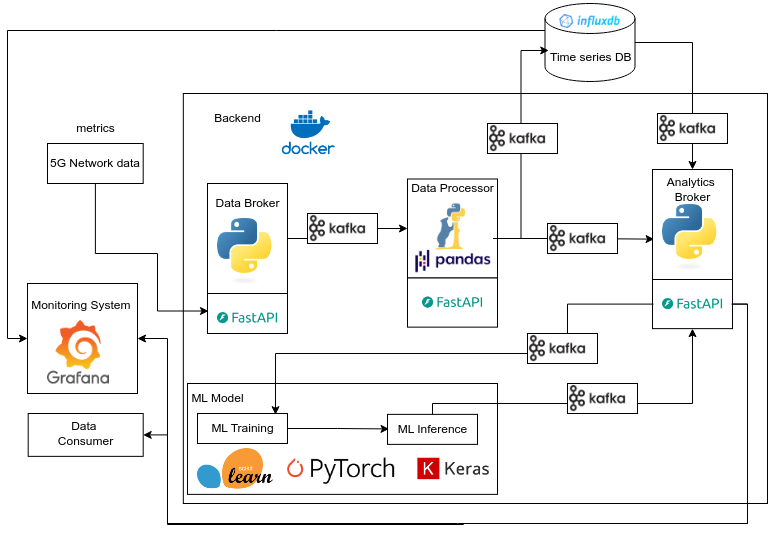 influxdb
Time series DB
Backend
docker
kafka
kafka
metrics
5G Network data
Data Broker
FastAPI
kafka
Data Processor
pandas
FastAPI
kafka
Analytics
Broker
FastAPI
Monitoring System
Grafana
kafka
kafka
Data
Consumer
ML Model
ML Training
ML Inference
scikit
learn
PyTorch
K Keras